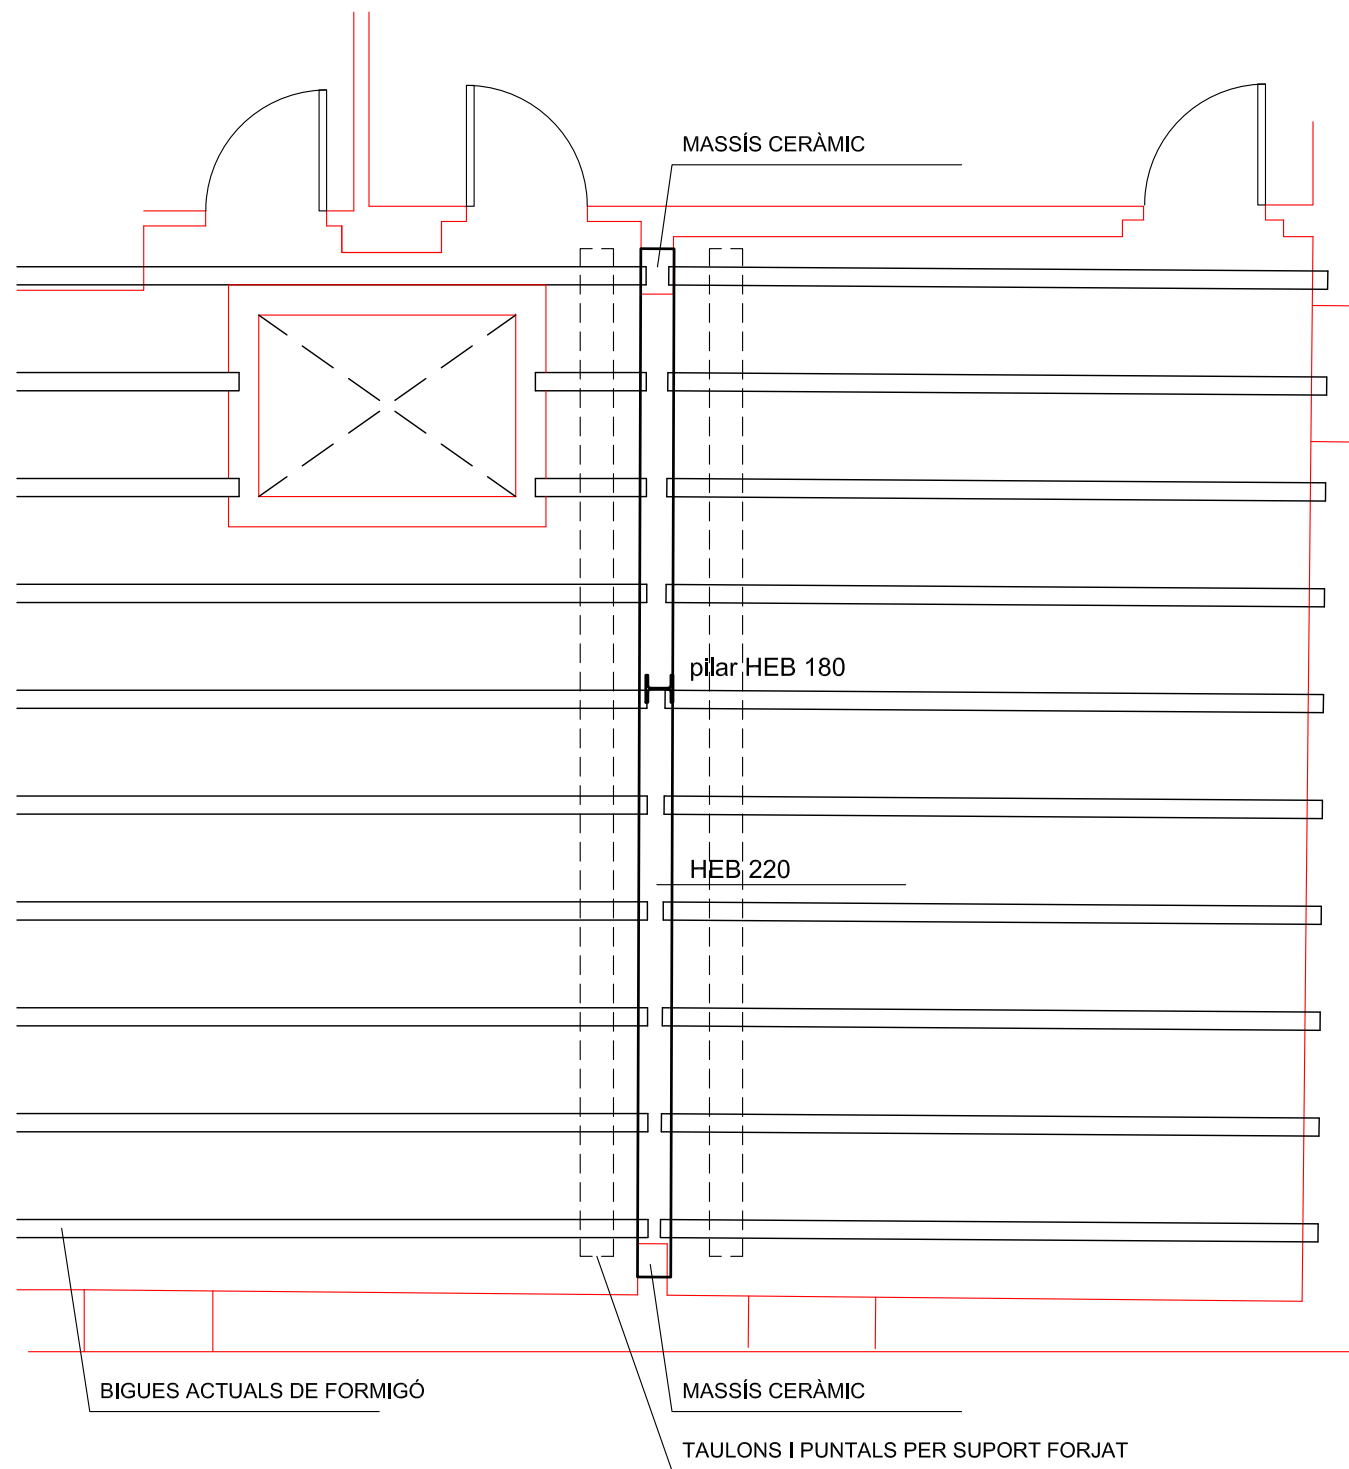 MASSÍS CERÀMIC
pilar HEB 180
HEB 220
BIGUES ACTUALS DE FORMIGÓ
MASSÍS CERÀMIC
TAULONS I PUNTALS PER SUPORT FORJAT